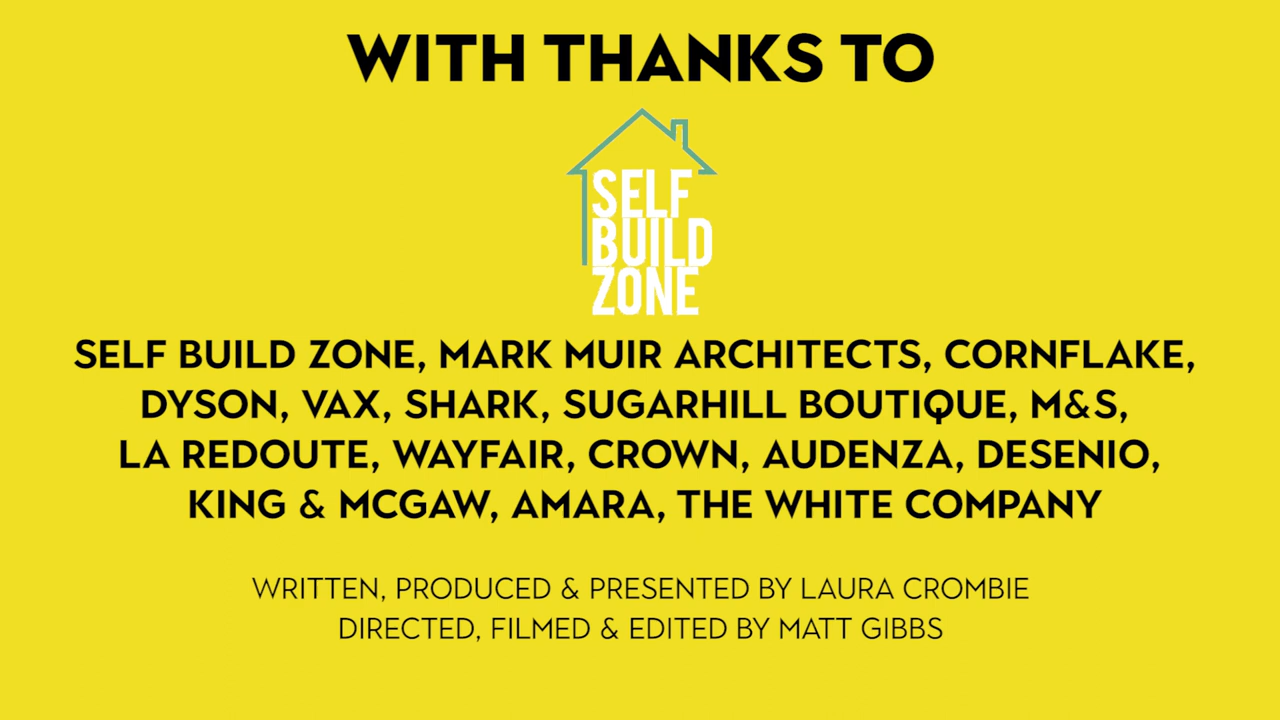 WITH THANKS TO
SELF
BUILD
ZONE
SELF BUILD ZONE, MARK MUIR ARCHITECTS, CORNFLAKE,
DYSON, VAX, SHARK, SUGARHILL BOUTIQUE, M&S,
LA REDOUTE, WAYFAIR, CROWN, AUDENZA, DESENIO,
KING & MCGAW, AMARA, THE WHITE COMPANY
WRITTEN, PRODUCED & PRESENTED BY LAURA CROMBIE
DIRECTED, FILMED & EDITED BY MATT GIBBS